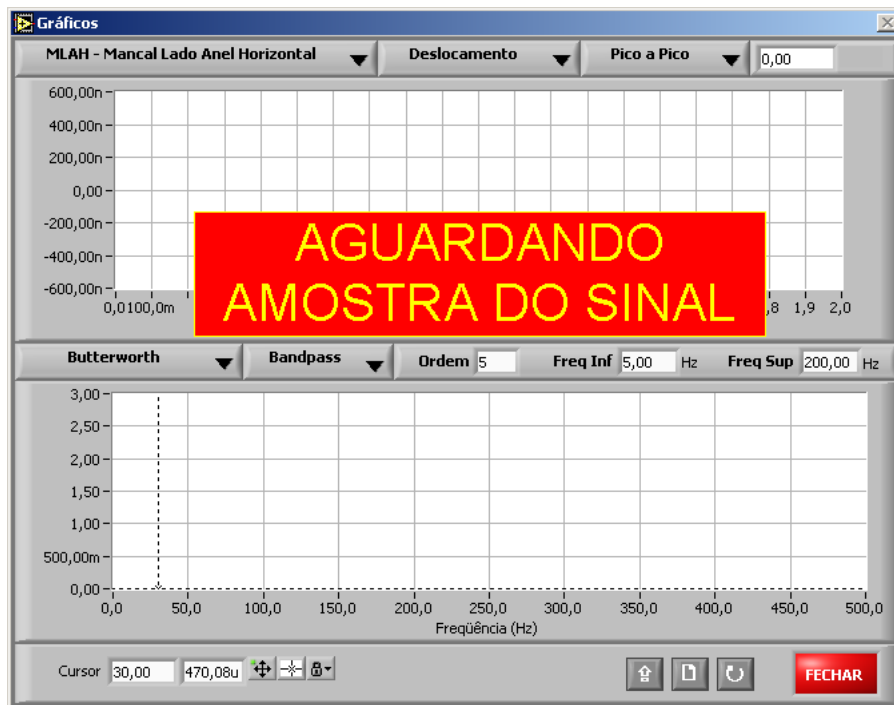 Gráficos
MLAH - Mancal Lado Anel Horizontal Deslocamento Pico a Pico 0,00
600,00n
400,00n
200,00n
0,00
-200,00n
-400,00n
-600,00n
AGUARDANDO
AMOSTRA DO SINAL
0,0100,0m ,8 1,9 2,0
Butterworth Bandpass Ordem 5 Freq Inf 5,00 Hz Freq Sup 200,00 Hz
3,00
2,50
2,00
1,50
1,00
500,00m
0,00
0,0 50,0 100,0 150,0 200,0 250,0 300,0 350,0 400,0 450,0 500,0
Freqüência (Hz)
Cursor 30,00 470,08u FECHAR